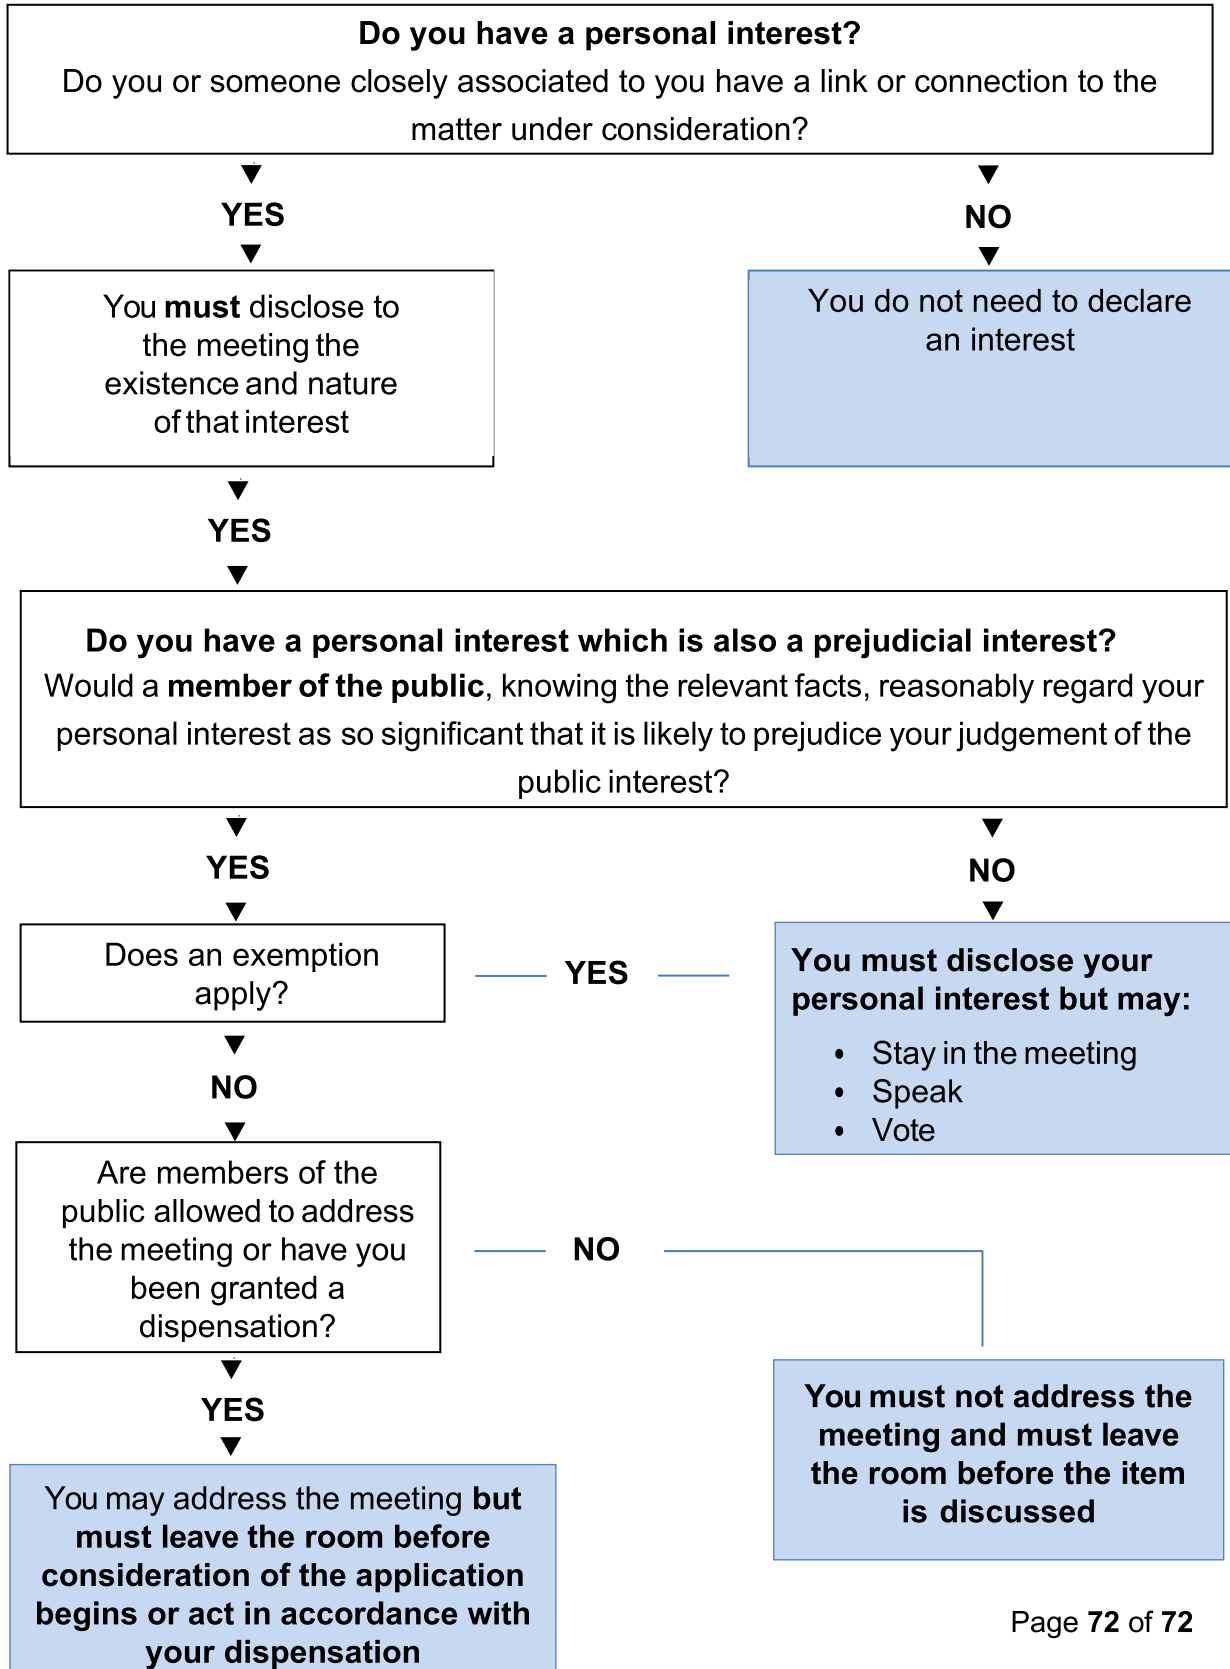 Do you have a personal interest?
Do you or someone closely associated to you have a link or connection to the
matter under consideration?
YES
NO
You must disclose to
the meeting the
existence and nature
of that interest
You do not need to declare
an interest
YES
Do you have a personal interest which is also a prejudicial interest?
Would a member of the public, knowing the relevant facts, reasonably regard your
personal interest as so significant that it is likely to prejudice your judgement of the
public interest?
YES
NO
Does an exemption
apply?
YES
You must disclose your
personal interest but may:
• Stay in the meeting
• Speak
• Vote
NO
Are members of the
public allowed to address
the meeting or have you
been granted a
dispensation?
NO
YES
You must not address the
meeting and must leave
the room before the item
is discussed
You may address the meeting but
must leave the room before
consideration of the application
begins or act in accordance with
your dispensation
Page 72 of 72